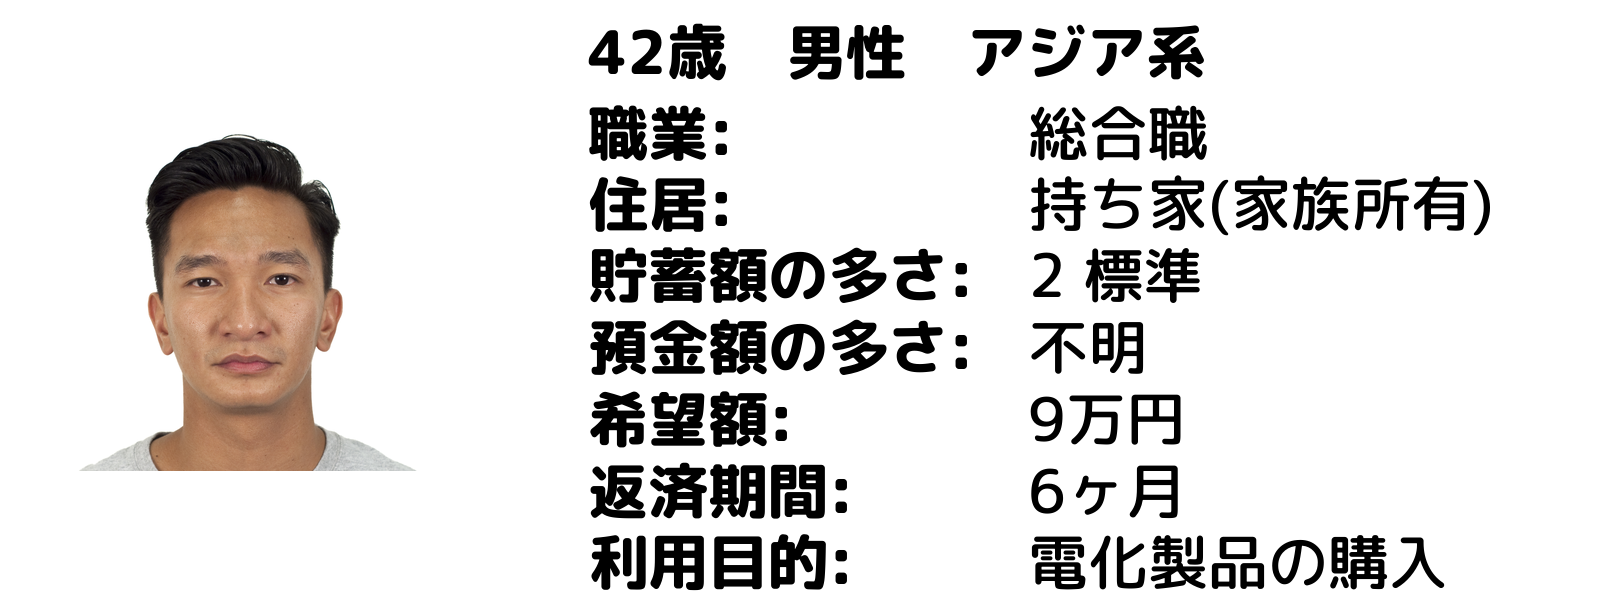 42歳　男性　アジア系
職業:　総合職
住居:　持ち家(家族所有)
貯蓄額の多さ:　2 標準
預金額の多さ:　不明
希望額:　9万円
返済期間:　6ヶ月
利用目的:　電化製品の購入